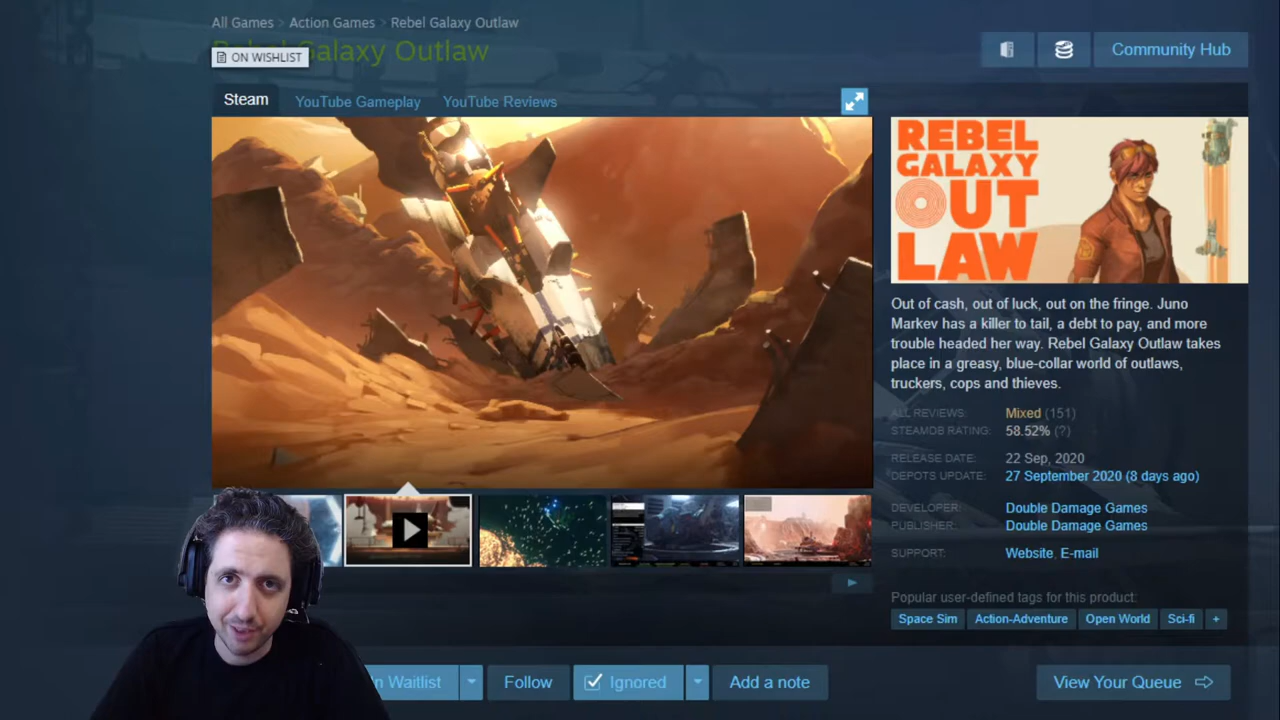 All Games > Action Games > Rebel Galaxy Outlaw
Rebel Galaxy Outlaw
ON WISHLIST
Community Hub
Steam
YouTube Gameplay
YouTube Reviews
REBEL
GALAXY
OUT
LAW
Out of cash, out of luck, out on the fringe. Juno
Markev has a killer to tail, a debt to pay, and more
trouble headed her way. Rebel Galaxy Outlaw takes
place in a greasy, blue-collar world of outlaws,
truckers, cops and thieves.
ALL REVIEWS: Mixed (151)
STEAMDB RATING: 58.52% (?)
RELEASE DATE: 22 Sep, 2020
DEPOTS UPDATE: 27 September 2020 (8 days ago)
DEVELOPER: Double Damage Games
PUBLISHER: Double Damage Games
SUPPORT: Website, E-mail
Popular user-defined tags for this product:
Space Sim Action-Adventure Open World Sci-fi +
In Waitlist
Follow
Ignored
Add a note
View Your Queue